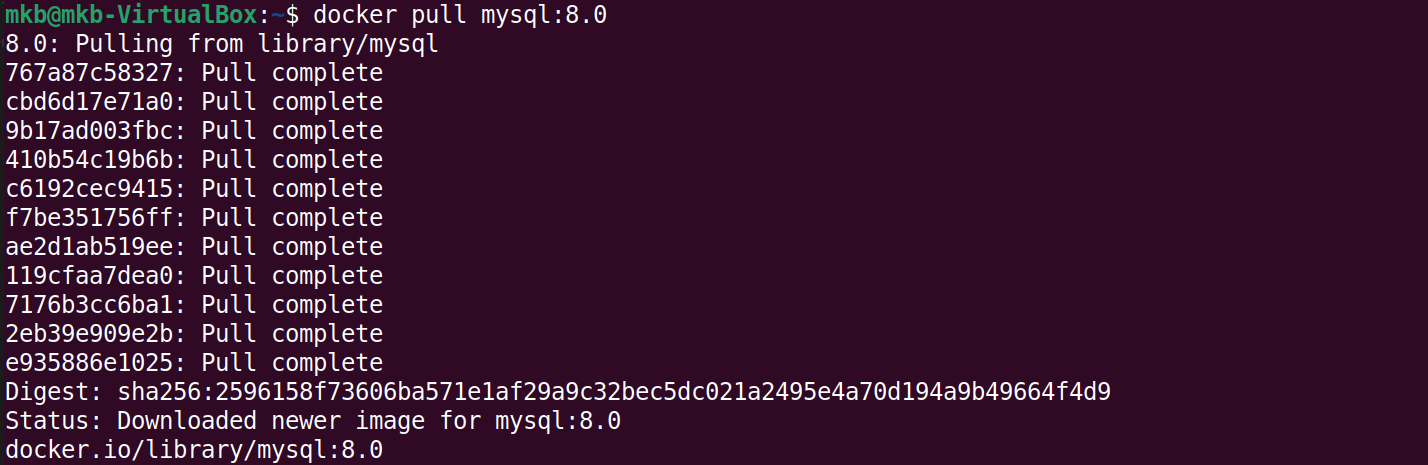 mkb@mkb-VirtualBox:~$ docker pull mysql:8.0
8.0: Pulling from library/mysql
767a87c58327: Pull complete
cbd6d17e71a0: Pull complete
9b17ad003fbc: Pull complete
410b54c19b6b: Pull complete
c6192cec9415: Pull complete
f7be351756ff: Pull complete
ae2d1ab519ee: Pull complete
119cfaa7dea0: Pull complete
7176b3cc6ba1: Pull complete
2eb39e909e2b: Pull complete
e935886e1025: Pull complete
Digest: sha256:2596158f73606ba571e1af29a9c32bec5dc021a2495e4a70d194a9b49664f4d9
Status: Downloaded newer image for mysql:8.0
docker.io/library/mysql:8.0